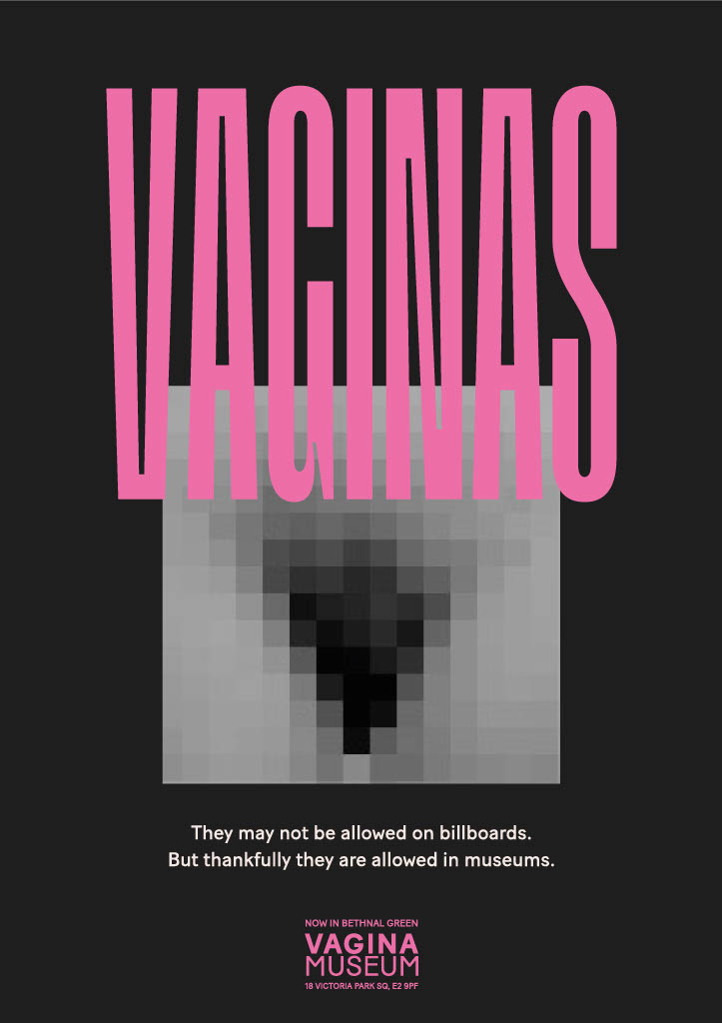 VAGINAS
They may not be allowed on billboards.
But thankfully they are allowed in museums.
NOW IN BETHNAL GREEN
VAGINA
MUSEUM
18 VICTORIA PARK SQ, E2 9PF